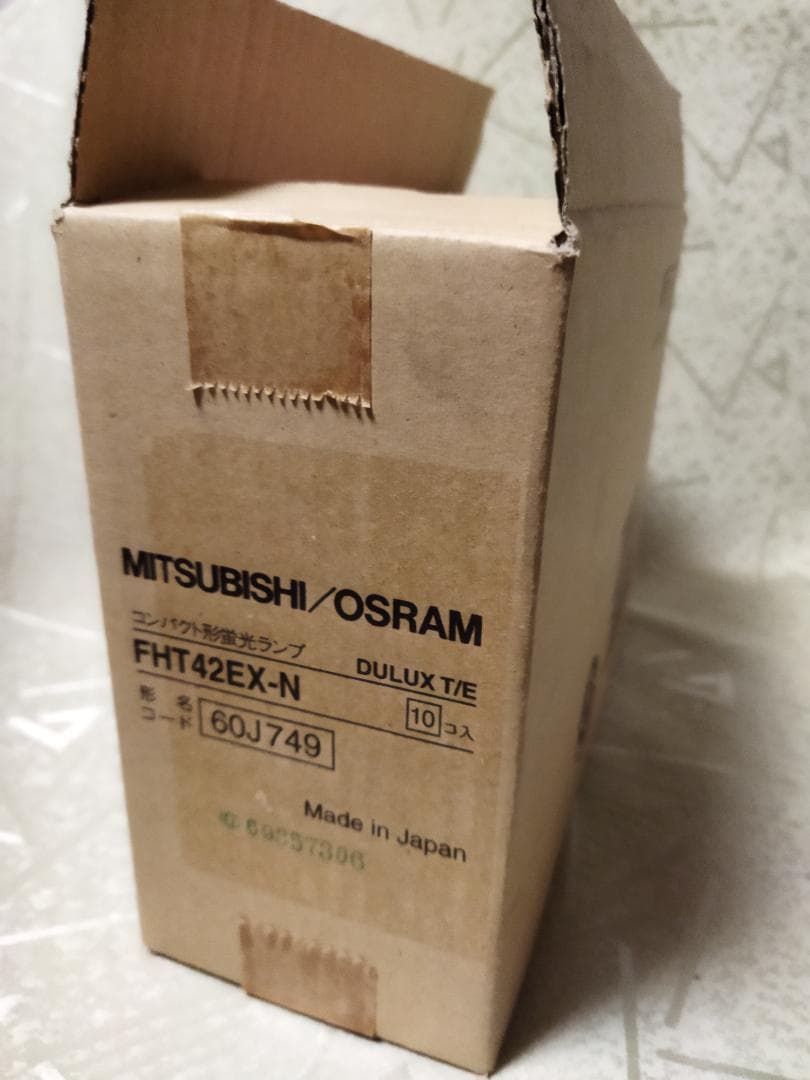 MITSUBISHI/OSRAM
コンパクト形蛍光ランプ
FHT42EX-N DULUX T/E
形名コード 60J749 10コ入
Made in Japan